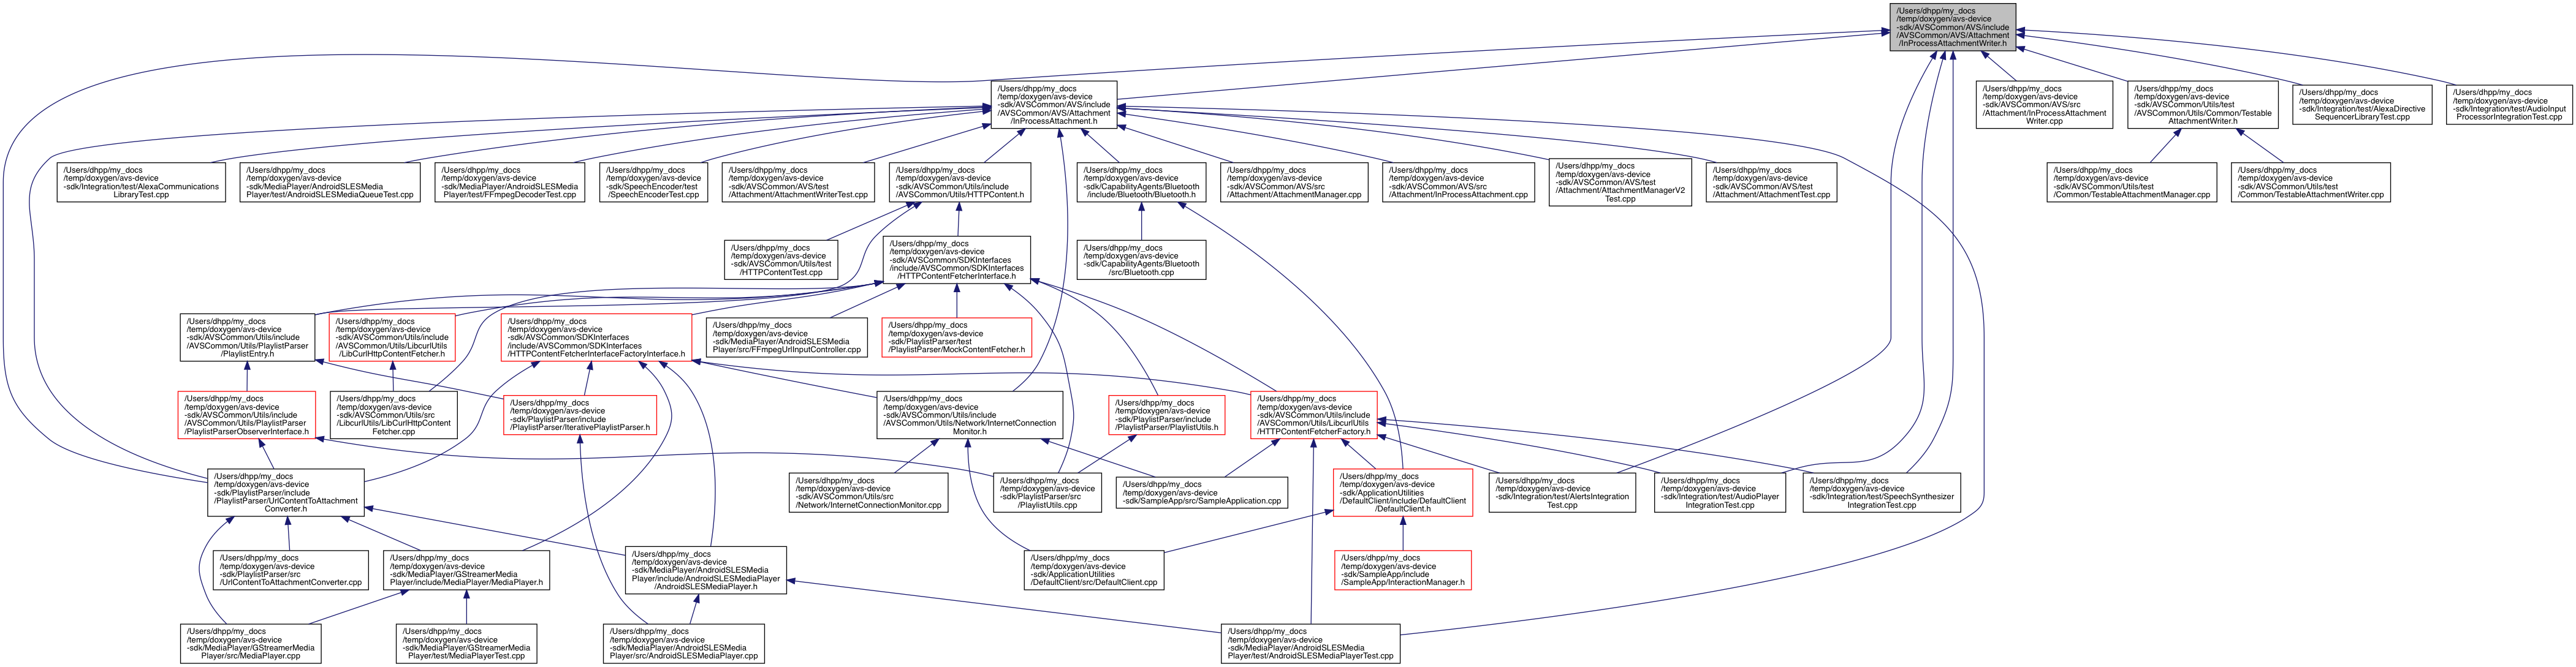 /Users/dhpp/my_docs
/temp/doxygen/avs-device
-sdk/AVSCommon/AVS/include
/AVSCommon/AVS/Attachment
/InProcessAttachmentWriter.h
/Users/dhpp/my_docs
/temp/doxygen/avs-device
-sdk/AVSCommon/AVS/include
/AVSCommon/AVS/Attachment
/InProcessAttachment.h
/Users/dhpp/my_docs
/temp/doxygen/avs-device
-sdk/AVSCommon/AVS/src
/Attachment/InProcessAttachment
Writer.cpp
/Users/dhpp/my_docs
/temp/doxygen/avs-device
-sdk/AVSCommon/Utils/test
/AVSCommon/Utils/Common/Testable
AttachmentWriter.h
/Users/dhpp/my_docs
/temp/doxygen/avs-device
-sdk/Integration/test/AlexaDirective
SequencerLibraryTest.cpp
/Users/dhpp/my_docs
/temp/doxygen/avs-device
-sdk/Integration/test/AudioInput
ProcessorIntegrationTest.cpp
/Users/dhpp/my_docs
/temp/doxygen/avs-device
-sdk/Integration/test/AlexaCommunications
LibraryTest.cpp
/Users/dhpp/my_docs
/temp/doxygen/avs-device
-sdk/MediaPlayer/AndroidSLESMedia
Player/test/AndroidSLESMediaQueueTest.cpp
/Users/dhpp/my_docs
/temp/doxygen/avs-device
-sdk/MediaPlayer/AndroidSLESMedia
Player/test/FFmpegDecoderTest.cpp
/Users/dhpp/my_docs
/temp/doxygen/avs-device
-sdk/SpeechEncoder/test
/SpeechEncoderTest.cpp
/Users/dhpp/my_docs
/temp/doxygen/avs-device
-sdk/AVSCommon/AVS/test
/Attachment/AttachmentWriterTest.cpp
/Users/dhpp/my_docs
/temp/doxygen/avs-device
-sdk/AVSCommon/Utils/include
/AVSCommon/Utils/HTTPContent.h
/Users/dhpp/my_docs
/temp/doxygen/avs-device
-sdk/CapabilityAgents/Bluetooth
/include/Bluetooth/Bluetooth.h
/Users/dhpp/my_docs
/temp/doxygen/avs-device
-sdk/AVSCommon/AVS/src
/Attachment/AttachmentManager.cpp
/Users/dhpp/my_docs
/temp/doxygen/avs-device
-sdk/AVSCommon/AVS/src
/Attachment/InProcessAttachment.cpp
/Users/dhpp/my_docs
/temp/doxygen/avs-device
-sdk/AVSCommon/AVS/test
/Attachment/AttachmentManagerV2
Test.cpp
/Users/dhpp/my_docs
/temp/doxygen/avs-device
-sdk/AVSCommon/AVS/test
/Attachment/AttachmentTest.cpp
/Users/dhpp/my_docs
/temp/doxygen/avs-device
-sdk/AVSCommon/Utils/test
/Common/TestableAttachmentManager.cpp
/Users/dhpp/my_docs
/temp/doxygen/avs-device
-sdk/AVSCommon/Utils/test
/Common/TestableAttachmentWriter.cpp
/Users/dhpp/my_docs
/temp/doxygen/avs-device
-sdk/AVSCommon/Utils/test
/HTTPContentTest.cpp
/Users/dhpp/my_docs
/temp/doxygen/avs-device
-sdk/AVSCommon/SDKInterfaces
/include/AVSCommon/SDKInterfaces
/HTTPContentFetcherInterface.h
/Users/dhpp/my_docs
/temp/doxygen/avs-device
-sdk/CapabilityAgents/Bluetooth
/src/Bluetooth.cpp
/Users/dhpp/my_docs
/temp/doxygen/avs-device
-sdk/AVSCommon/Utils/include
/AVSCommon/Utils/PlaylistParser
/PlaylistEntry.h
/Users/dhpp/my_docs
/temp/doxygen/avs-device
-sdk/AVSCommon/Utils/include
/AVSCommon/Utils/LibcurlUtils
/LibCurlHttpContentFetcher.h
/Users/dhpp/my_docs
/temp/doxygen/avs-device
-sdk/AVSCommon/SDKInterfaces
/include/AVSCommon/SDKInterfaces
/HTTPContentFetcherInterfaceFactoryInterface.h
/Users/dhpp/my_docs
/temp/doxygen/avs-device
-sdk/MediaPlayer/AndroidSLESMedia
Player/src/FFmpegUrlInputController.cpp
/Users/dhpp/my_docs
/temp/doxygen/avs-device
-sdk/PlaylistParser/test
/PlaylistParser/MockContentFetcher.h
/Users/dhpp/my_docs
/temp/doxygen/avs-device
-sdk/AVSCommon/Utils/include
/AVSCommon/Utils/PlaylistParser
/PlaylistParserObserverInterface.h
/Users/dhpp/my_docs
/temp/doxygen/avs-device
-sdk/AVSCommon/Utils/src
/LibcurlUtils/LibCurlHttpContent
Fetcher.cpp
/Users/dhpp/my_docs
/temp/doxygen/avs-device
-sdk/PlaylistParser/include
/PlaylistParser/IterativePlaylistParser.h
/Users/dhpp/my_docs
/temp/doxygen/avs-device
-sdk/AVSCommon/Utils/include
/AVSCommon/Utils/Network/InternetConnection
Monitor.h
/Users/dhpp/my_docs
/temp/doxygen/avs-device
-sdk/PlaylistParser/include
/PlaylistParser/PlaylistUtils.h
/Users/dhpp/my_docs
/temp/doxygen/avs-device
-sdk/AVSCommon/Utils/include
/AVSCommon/Utils/LibcurlUtils
/HTTPContentFetcherFactory.h
/Users/dhpp/my_docs
/temp/doxygen/avs-device
-sdk/PlaylistParser/include
/PlaylistParser/UrlContentToAttachment
Converter.h
/Users/dhpp/my_docs
/temp/doxygen/avs-device
-sdk/AVSCommon/Utils/src
/Network/InternetConnectionMonitor.cpp
/Users/dhpp/my_docs
/temp/doxygen/avs-device
-sdk/PlaylistParser/src
/PlaylistUtils.cpp
/Users/dhpp/my_docs
/temp/doxygen/avs-device
-sdk/SampleApp/src/SampleApplication.cpp
/Users/dhpp/my_docs
/temp/doxygen/avs-device
-sdk/ApplicationUtilities
/DefaultClient/include/DefaultClient
/DefaultClient.h
/Users/dhpp/my_docs
/temp/doxygen/avs-device
-sdk/Integration/test/AlertsIntegration
Test.cpp
/Users/dhpp/my_docs
/temp/doxygen/avs-device
-sdk/Integration/test/AudioPlayer
IntegrationTest.cpp
/Users/dhpp/my_docs
/temp/doxygen/avs-device
-sdk/Integration/test/SpeechSynthesizer
IntegrationTest.cpp
/Users/dhpp/my_docs
/temp/doxygen/avs-device
-sdk/PlaylistParser/src
/UrlContentToAttachmentConverter.cpp
/Users/dhpp/my_docs
/temp/doxygen/avs-device
-sdk/MediaPlayer/GStreamerMedia
Player/include/MediaPlayer/MediaPlayer.h
/Users/dhpp/my_docs
/temp/doxygen/avs-device
-sdk/MediaPlayer/AndroidSLESMedia
Player/include/AndroidSLESMediaPlayer
/AndroidSLESMediaPlayer.h
/Users/dhpp/my_docs
/temp/doxygen/avs-device
-sdk/ApplicationUtilities
/DefaultClient/src/DefaultClient.cpp
/Users/dhpp/my_docs
/temp/doxygen/avs-device
-sdk/SampleApp/include
/SampleApp/InteractionManager.h
/Users/dhpp/my_docs
/temp/doxygen/avs-device
-sdk/MediaPlayer/GStreamerMedia
Player/src/MediaPlayer.cpp
/Users/dhpp/my_docs
/temp/doxygen/avs-device
-sdk/MediaPlayer/GStreamerMedia
Player/test/MediaPlayerTest.cpp
/Users/dhpp/my_docs
/temp/doxygen/avs-device
-sdk/MediaPlayer/AndroidSLESMedia
Player/src/AndroidSLESMediaPlayer.cpp
/Users/dhpp/my_docs
/temp/doxygen/avs-device
-sdk/MediaPlayer/AndroidSLESMedia
Player/test/AndroidSLESMediaPlayerTest.cpp